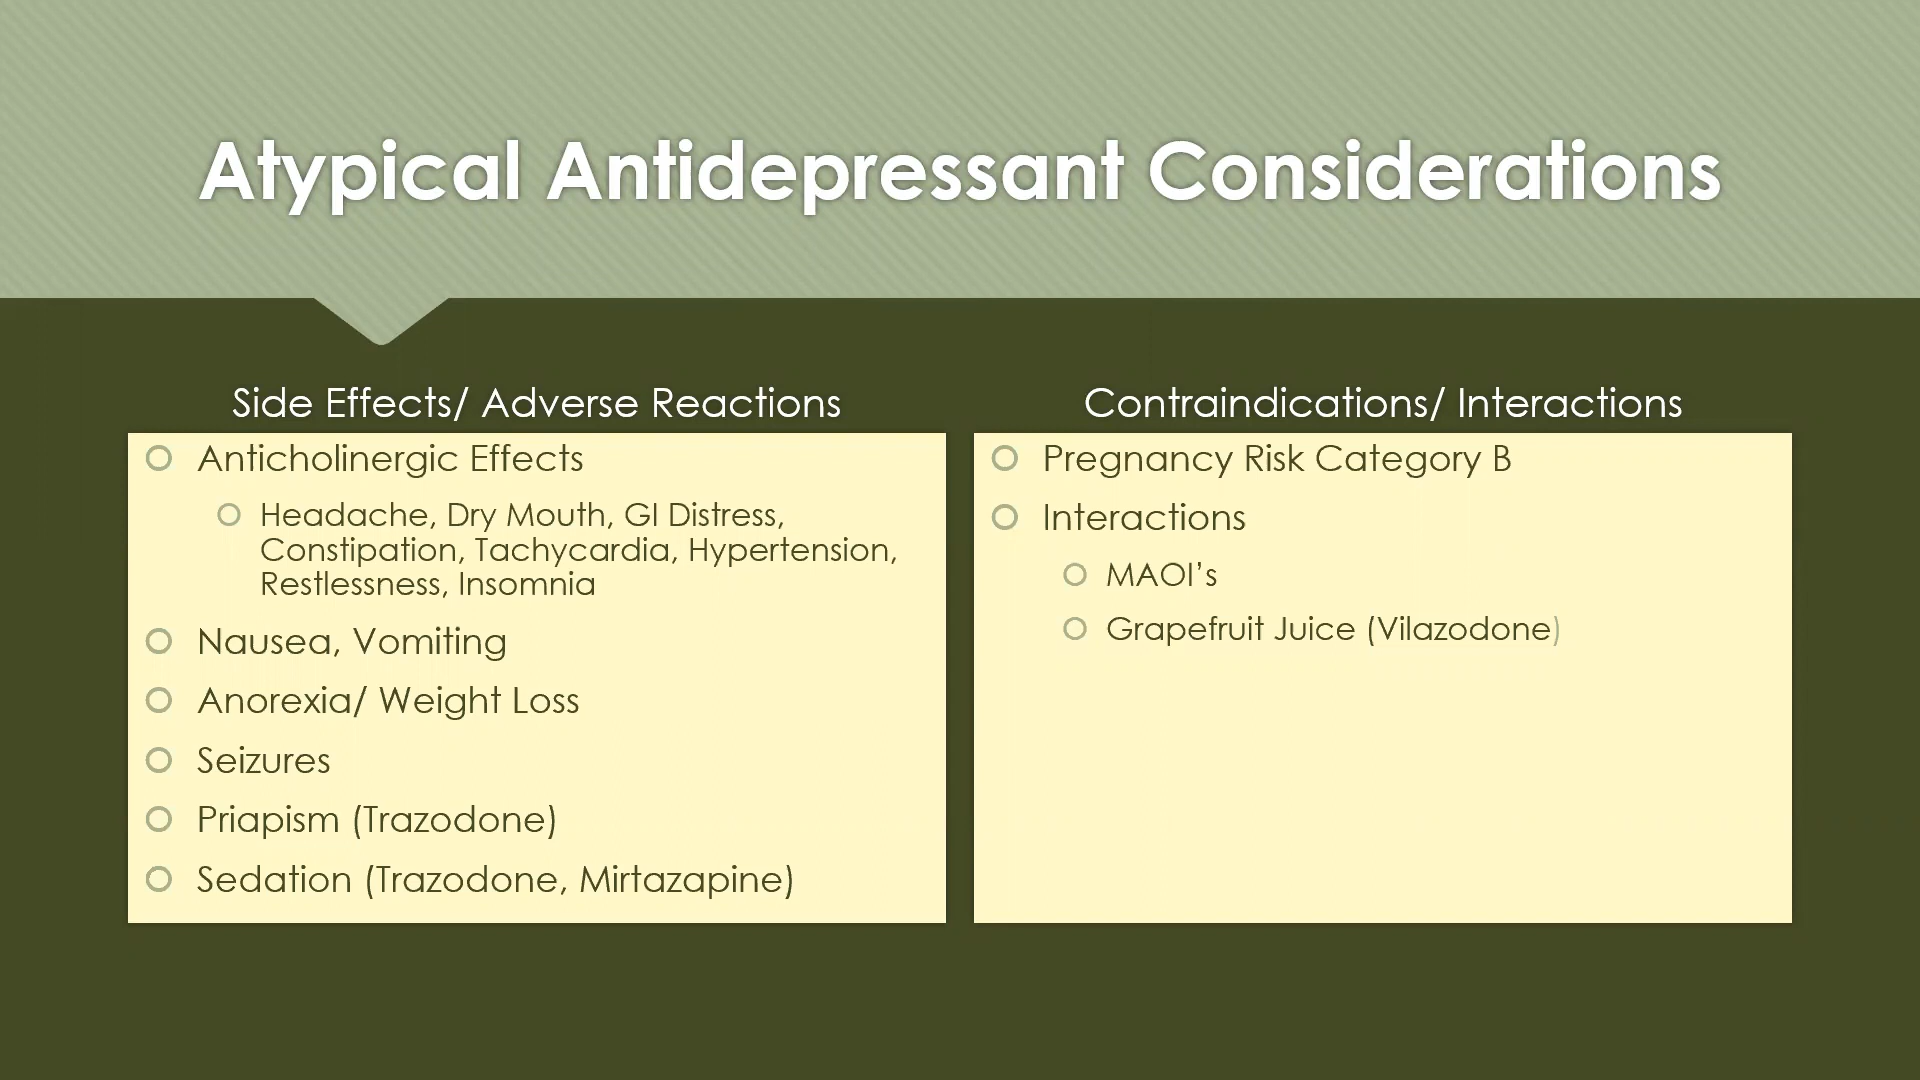 Atypical Antidepressant Considerations
Side Effects/ Adverse Reactions
Anticholinergic Effects
Headache, Dry Mouth, GI Distress,
Constipation, Tachycardia, Hypertension,
Restlessness, Insomnia
Nausea, Vomiting
Anorexia/ Weight Loss
Seizures
Priapism (Trazodone)
Sedation (Trazodone, Mirtazapine)
Contraindications/ Interactions
Pregnancy Risk Category B
Interactions
MAOI’s
Grapefruit Juice (Vilazodone)